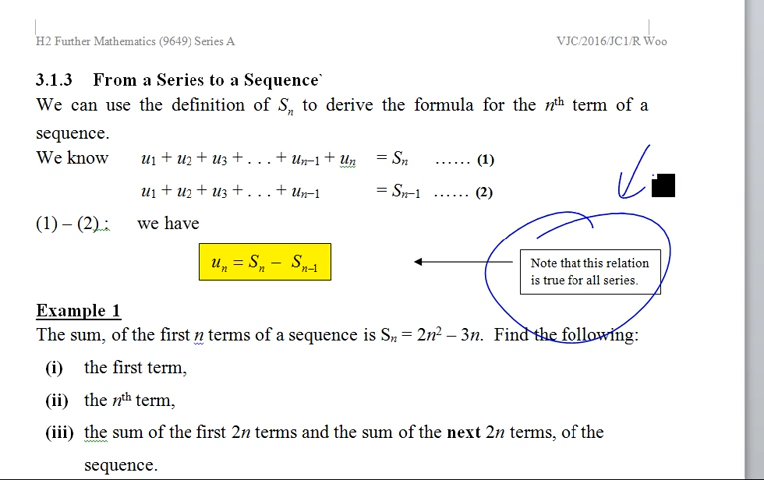 H2 Further Mathematics (9649) Series A VJC/2016/JC1/R Woo
3.1.3 From a Series to a Sequence`
We can use the definition of Sₙ to derive the formula for the nᵗʰ term of a
sequence.
We know u₁ + u₂ + u₃ + . . . + uₙ₋₁ + uₙ = Sₙ ...... (1)
u₁ + u₂ + u₃ + . . . + uₙ₋₁ = Sₙ₋₁ ...... (2)
(1) – (2) : we have
uₙ = Sₙ – Sₙ₋₁
Note that this relation
is true for all series.
Example 1
The sum, of the first n terms of a sequence is Sₙ = 2n² – 3n. Find the following:
(i) the first term,
(ii) the nᵗʰ term,
(iii) the sum of the first 2n terms and the sum of the next 2n terms, of the
sequence.